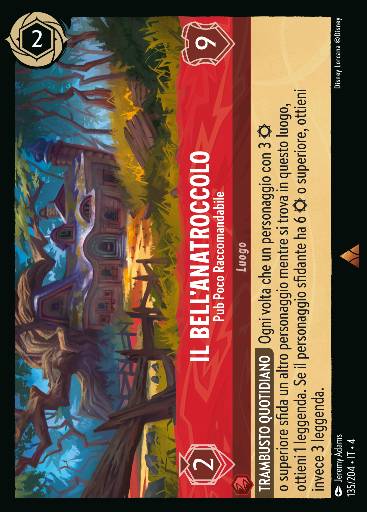 2
9
IL BELL'ANATROCCOLO
Pub Poco Raccomandabile
2
Luogo
TRAMBUSTO QUOTIDIANO Ogni volta che un personaggio con 3
o superiore sfida un altro personaggio mentre si trova in questo luogo,
ottieni 1 leggenda. Se il personaggio sfidante ha 6 o superiore, ottieni
invece 3 leggenda.
Jeremy Adams
135/204 • IT • 4
Disney Lorcana ©Disney